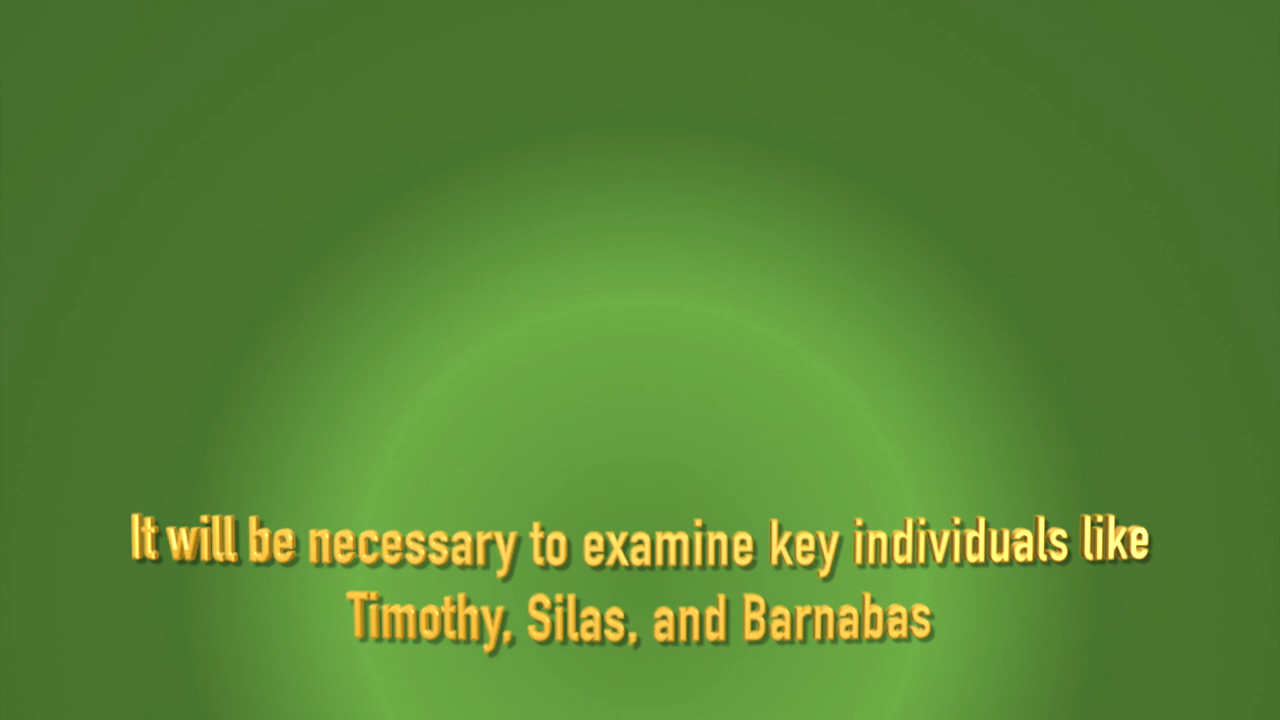 It will be necessary to examine key individuals like
Timothy, Silas, and Barnabas